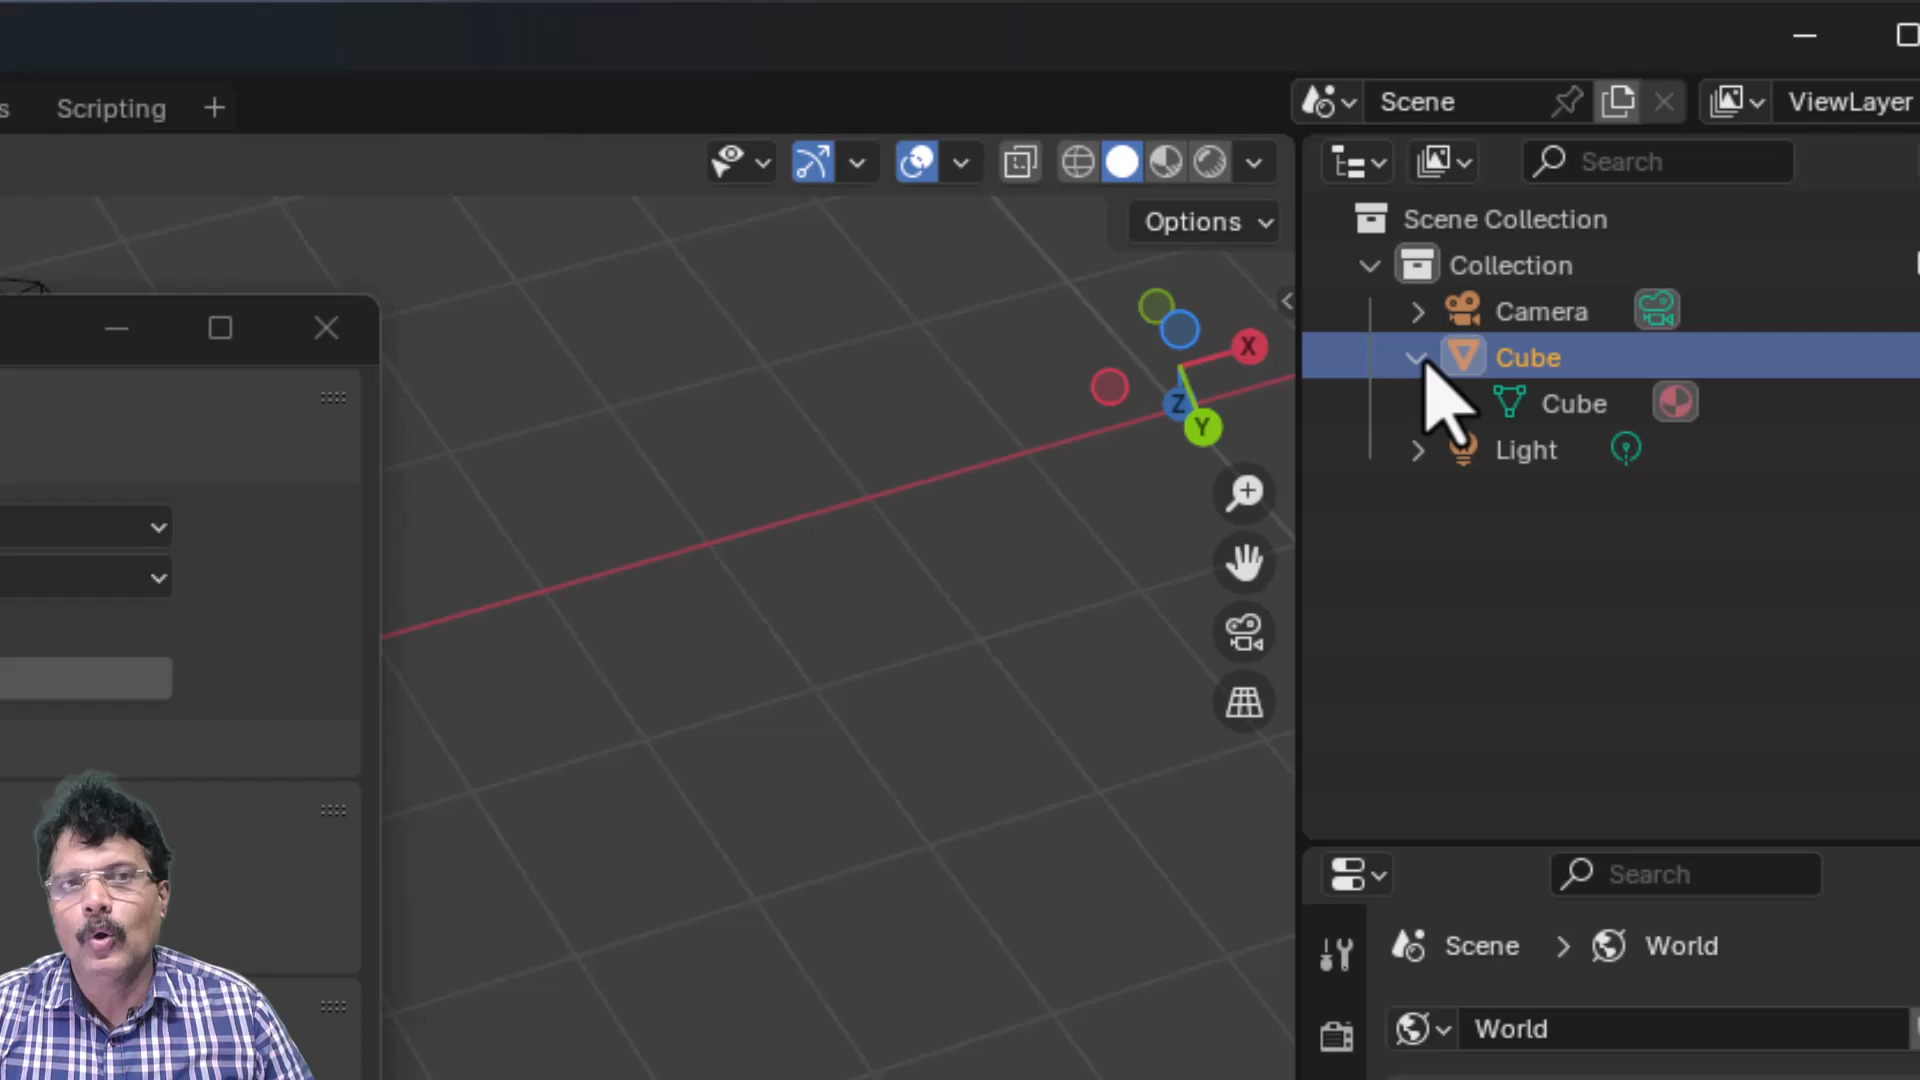 s Scripting +
Scene
ViewLayer
Search
Options
Scene Collection
Collection
Camera
Cube
Cube
Light
X
Z
Y
Search
Scene > World
World